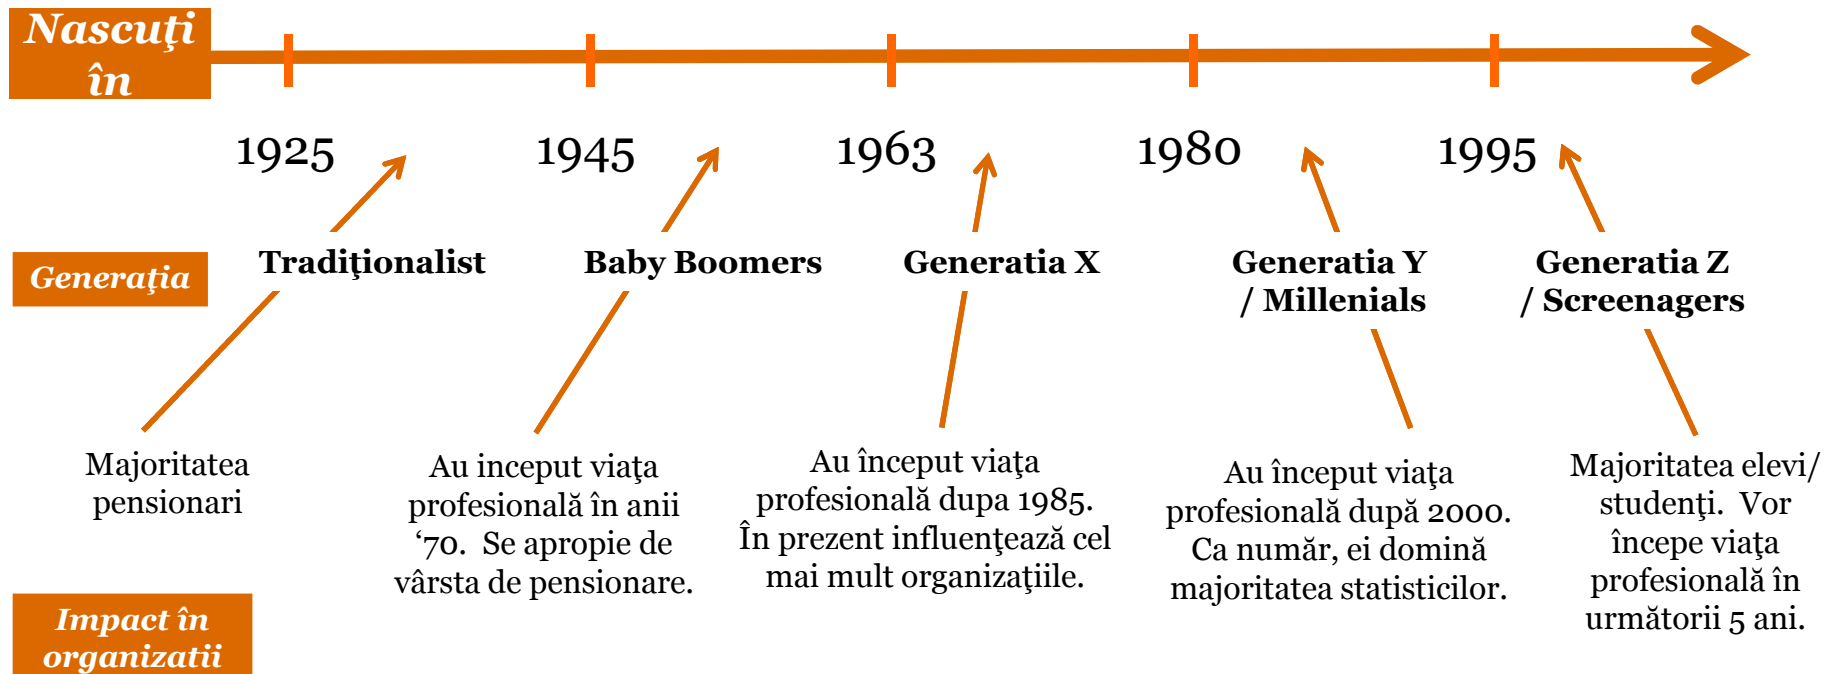 Nascuţi
în
1925
1945
1963
1980
1995
Generaţia
Tradiţionalist
Baby Boomers
Generatia X
Generatia Y
/ Millenials
Generatia Z
/ Screenagers
Majoritatea
pensionari
Au inceput viaţa
profesională în anii
‘70. Se apropie de
vârsta de pensionare.
Au început viaţa
profesională dupa 1985.
În prezent influenţează cel
mai mult organizaţiile.
Au început viaţa
profesională după 2000.
Ca număr, ei domină
majoritatea statisticilor.
Majoritatea elevi/
studenţi. Vor
începe viaţa
profesională în
următorii 5 ani.
Impact în
organizatii